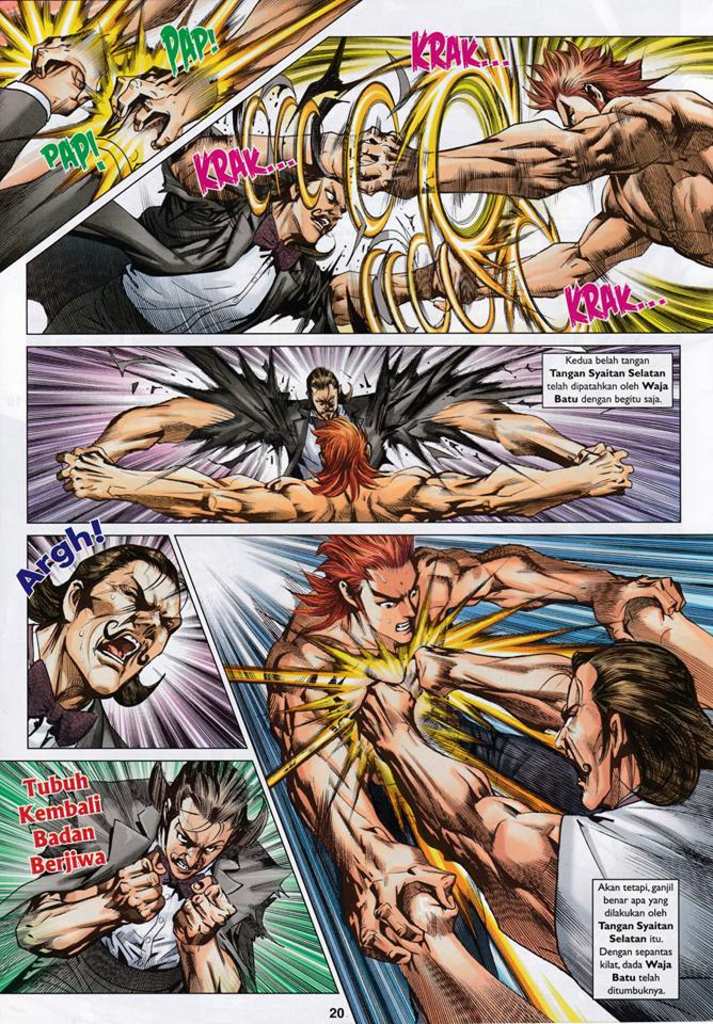 PAP!
PAP!
KRAK...
KRAK...
KRAK...
Kedua belah tangan
Tangan Syaitan Selatan
telah dipatahkan oleh Waja
Batu dengan begitu saja.
Argh!
Tubuh
Kembali
Badan
Berjiwa
Akan tetapi, ganjil
benar apa yang
dilakukan oleh
Tangan Syaitan
Selatan itu.
Dengan sepantas
kilat, dada Waja
Batu telah
ditumbuknya.
20